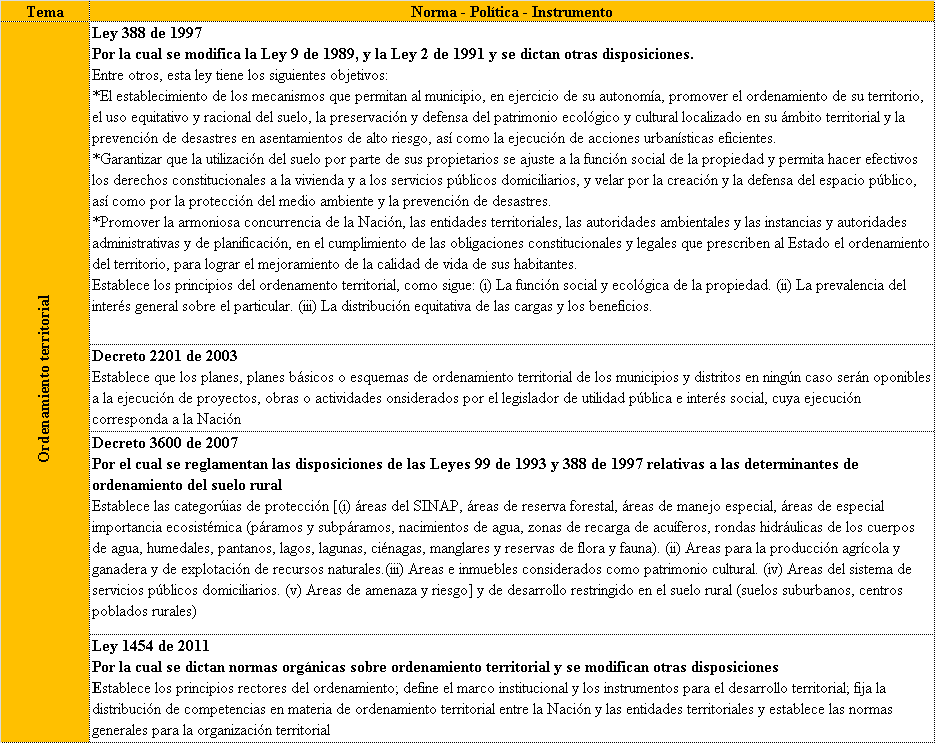 Tema
Norma - Política - Instrumento
Ordenamiento territorial
Ley 388 de 1997
Por la cual se modifica la Ley 9 de 1989, y la Ley 2 de 1991 y se dictan otras disposiciones.
Entre otros, esta ley tiene los siguientes objetivos:
*El establecimiento de los mecanismos que permitan al municipio, en ejercicio de su autonomía, promover el ordenamiento de su territorio,
el uso equitativo y racional del suelo, la preservación y defensa del patrimonio ecológico y cultural localizado en su ámbito territorial y la
prevención de desastres en asentamientos de alto riesgo, así como la ejecución de acciones urbanísticas eficientes.
*Garantizar que la utilización del suelo por parte de sus propietarios se ajuste a la función social de la propiedad y permita hacer efectivos
los derechos constitucionales a la vivienda y a los servicios públicos domiciliarios, y velar por la creación y la defensa del espacio público,
así como por la protección del medio ambiente y la prevención de desastres.
*Promover la armoniosa concurrencia de la Nación, las entidades territoriales, las autoridades ambientales y las instancias y autoridades
administrativas y de planificación, en el cumplimiento de las obligaciones constitucionales y legales que prescriben al Estado el ordenamiento
del territorio, para lograr el mejoramiento de la calidad de vida de sus habitantes.
Establece los principios del ordenamento territorial, como sigue: (i) La función social y ecológica de la propiedad. (ii) La prevalencia del
interés general sobre el particular. (iii) La distribución equitativa de las cargas y los beneficios.
Decreto 2201 de 2003
Establece que los planes, planes básicos o esquemas de ordenamiento territorial de los municipios y distritos en ningún caso serán oponibles
a la ejecución de proyectos, obras o actividades onsiderados por el legislador de utilidad pública e interés social, cuya ejecución
corresponda a la Nación
Decreto 3600 de 2007
Por el cual se reglamentan las disposiciones de las Leyes 99 de 1993 y 388 de 1997 relativas a las determinantes de
ordenamiento del suelo rural
Establece las categorúias de protección [(i) áreas del SINAP, áreas de reserva forestal, áreas de manejo especial, áreas de especial
importancia ecosistémica (páramos y subpáramos, nacimientos de agua, zonas de recarga de acuíferos, rondas hidráulicas de los cuerpos
de agua, humedales, pantanos, lagos, lagunas, ciénagas, manglares y reservas de flora y fauna). (ii) Areas para la producción agrícola y
ganadera y de explotación de recursos naturales.(iii) Areas e inmuebles considerados como patrimonio cultural. (iv) Areas del sistema de
servicios públicos domiciliarios. (v) Areas de amenaza y riesgo] y de desarrollo restringido en el suelo rural (suelos suburbanos, centros
poblados rurales)
Ley 1454 de 2011
Por la cual se dictan normas orgánicas sobre ordenamiento territorial y se modifican otras disposiciones
Establece los principios rectores del ordenamiento; define el marco institucional y los instrumentos para el desarrollo territorial; fija la
distribución de competencias en materia de ordenamiento territorial entre la Nación y las entidades territoriales y establece las normas
generales para la organización territorial